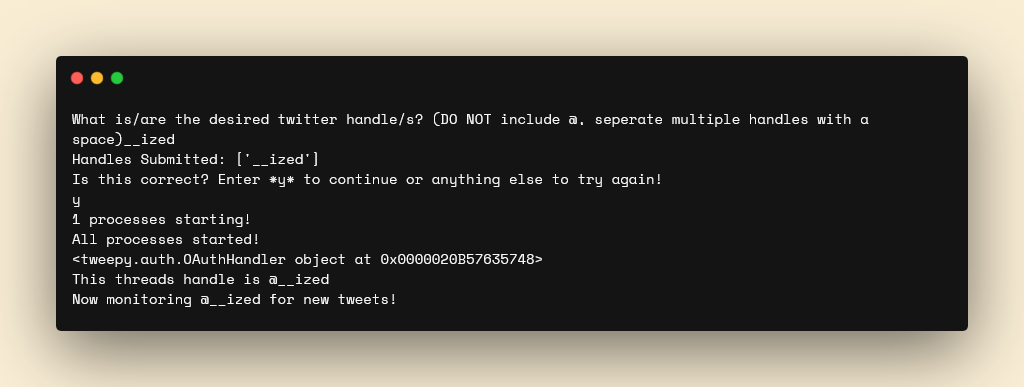 What is/are the desired twitter handle/s? (DO NOT include @, seperate multiple handles with a
space)__ized
Handles Submitted: ['__ized']
Is this correct? Enter *y* to continue or anything else to try again!
y
1 processes starting!
All processes started!
<tweepy.auth.OAuthHandler object at 0x0000020B57635748>
This threads handle is @__ized
Now monitoring @__ized for new tweets!